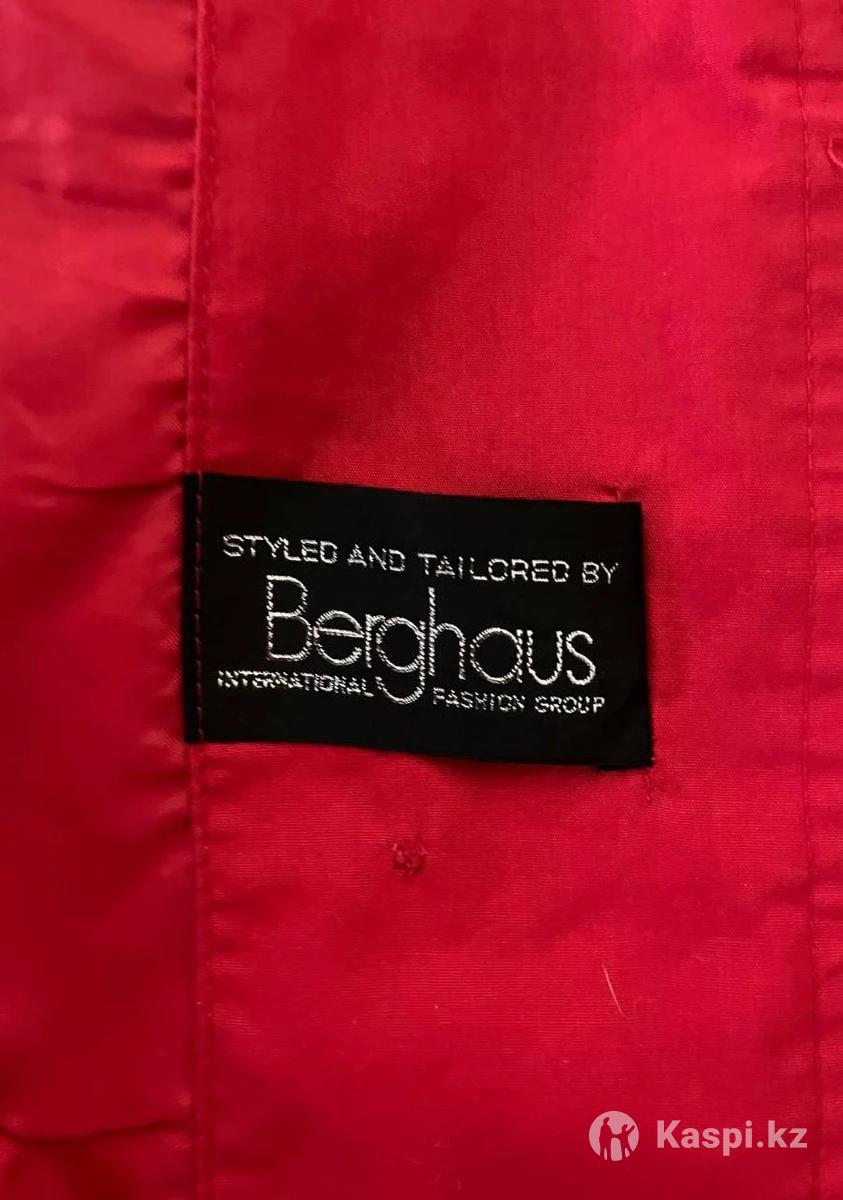 STYLED AND TAILORED BY
Berghaus
INTERNATIONAL FASHION GROUP
Kaspi.kz